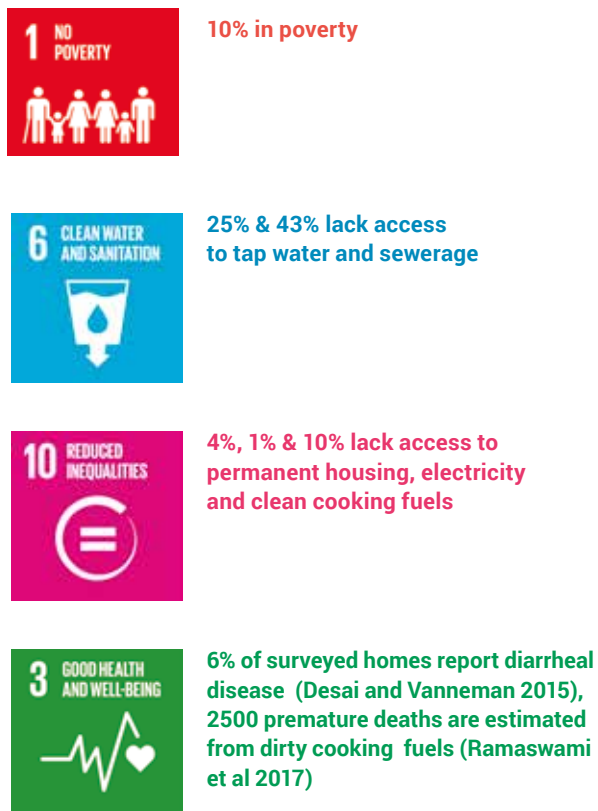 1 NO
POVERTY
10% in poverty
6 CLEAN WATER
AND SANITATION
25% & 43% lack access
to tap water and sewerage
10 REDUCED
INEQUALITIES
4%, 1% & 10% lack access to
permanent housing, electricity
and clean cooking fuels
3 GOOD HEALTH
AND WELL-BEING
6% of surveyed homes report diarrheal
disease (Desai and Vanneman 2015),
2500 premature deaths are estimated
from dirty cooking fuels (Ramaswami
et al 2017)